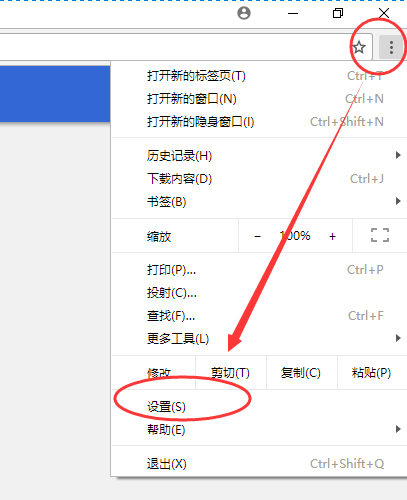 打开新的标签页(T) Ctrl+T
打开新的窗口(N) Ctrl+N
打开新的隐身窗口(I) Ctrl+Shift+N
历史记录(H)
下载内容(D) Ctrl+J
书签(B)
缩放 − 100% +
打印(P)... Ctrl+P
投射(C)...
查找(F)... Ctrl+F
更多工具(L)
修改 剪切(T) 复制(C) 粘贴(P)
设置(S)
帮助(E)
退出(X) Ctrl+Shift+Q